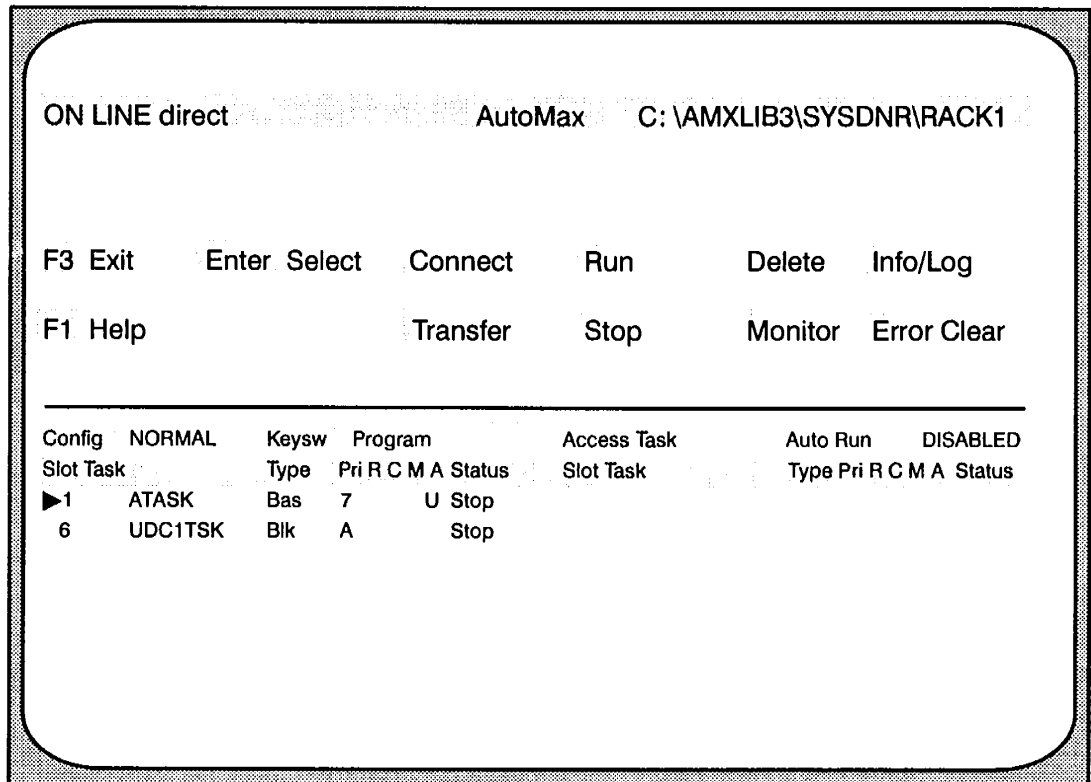 ON LINE direct AutoMax C: \AMXLIB3\SYSDNR\RACK1
F3 Exit Enter Select Connect Run Delete Info/Log
F1 Help Transfer Stop Monitor Error Clear
Config NORMAL Keysw Program Access Task Auto Run DISABLED
Slot Task Type Pri R C M A Status Slot Task Type Pri R C M A Status
▶1 ATASK Bas 7 U Stop
6 UDC1TSK Blk A Stop